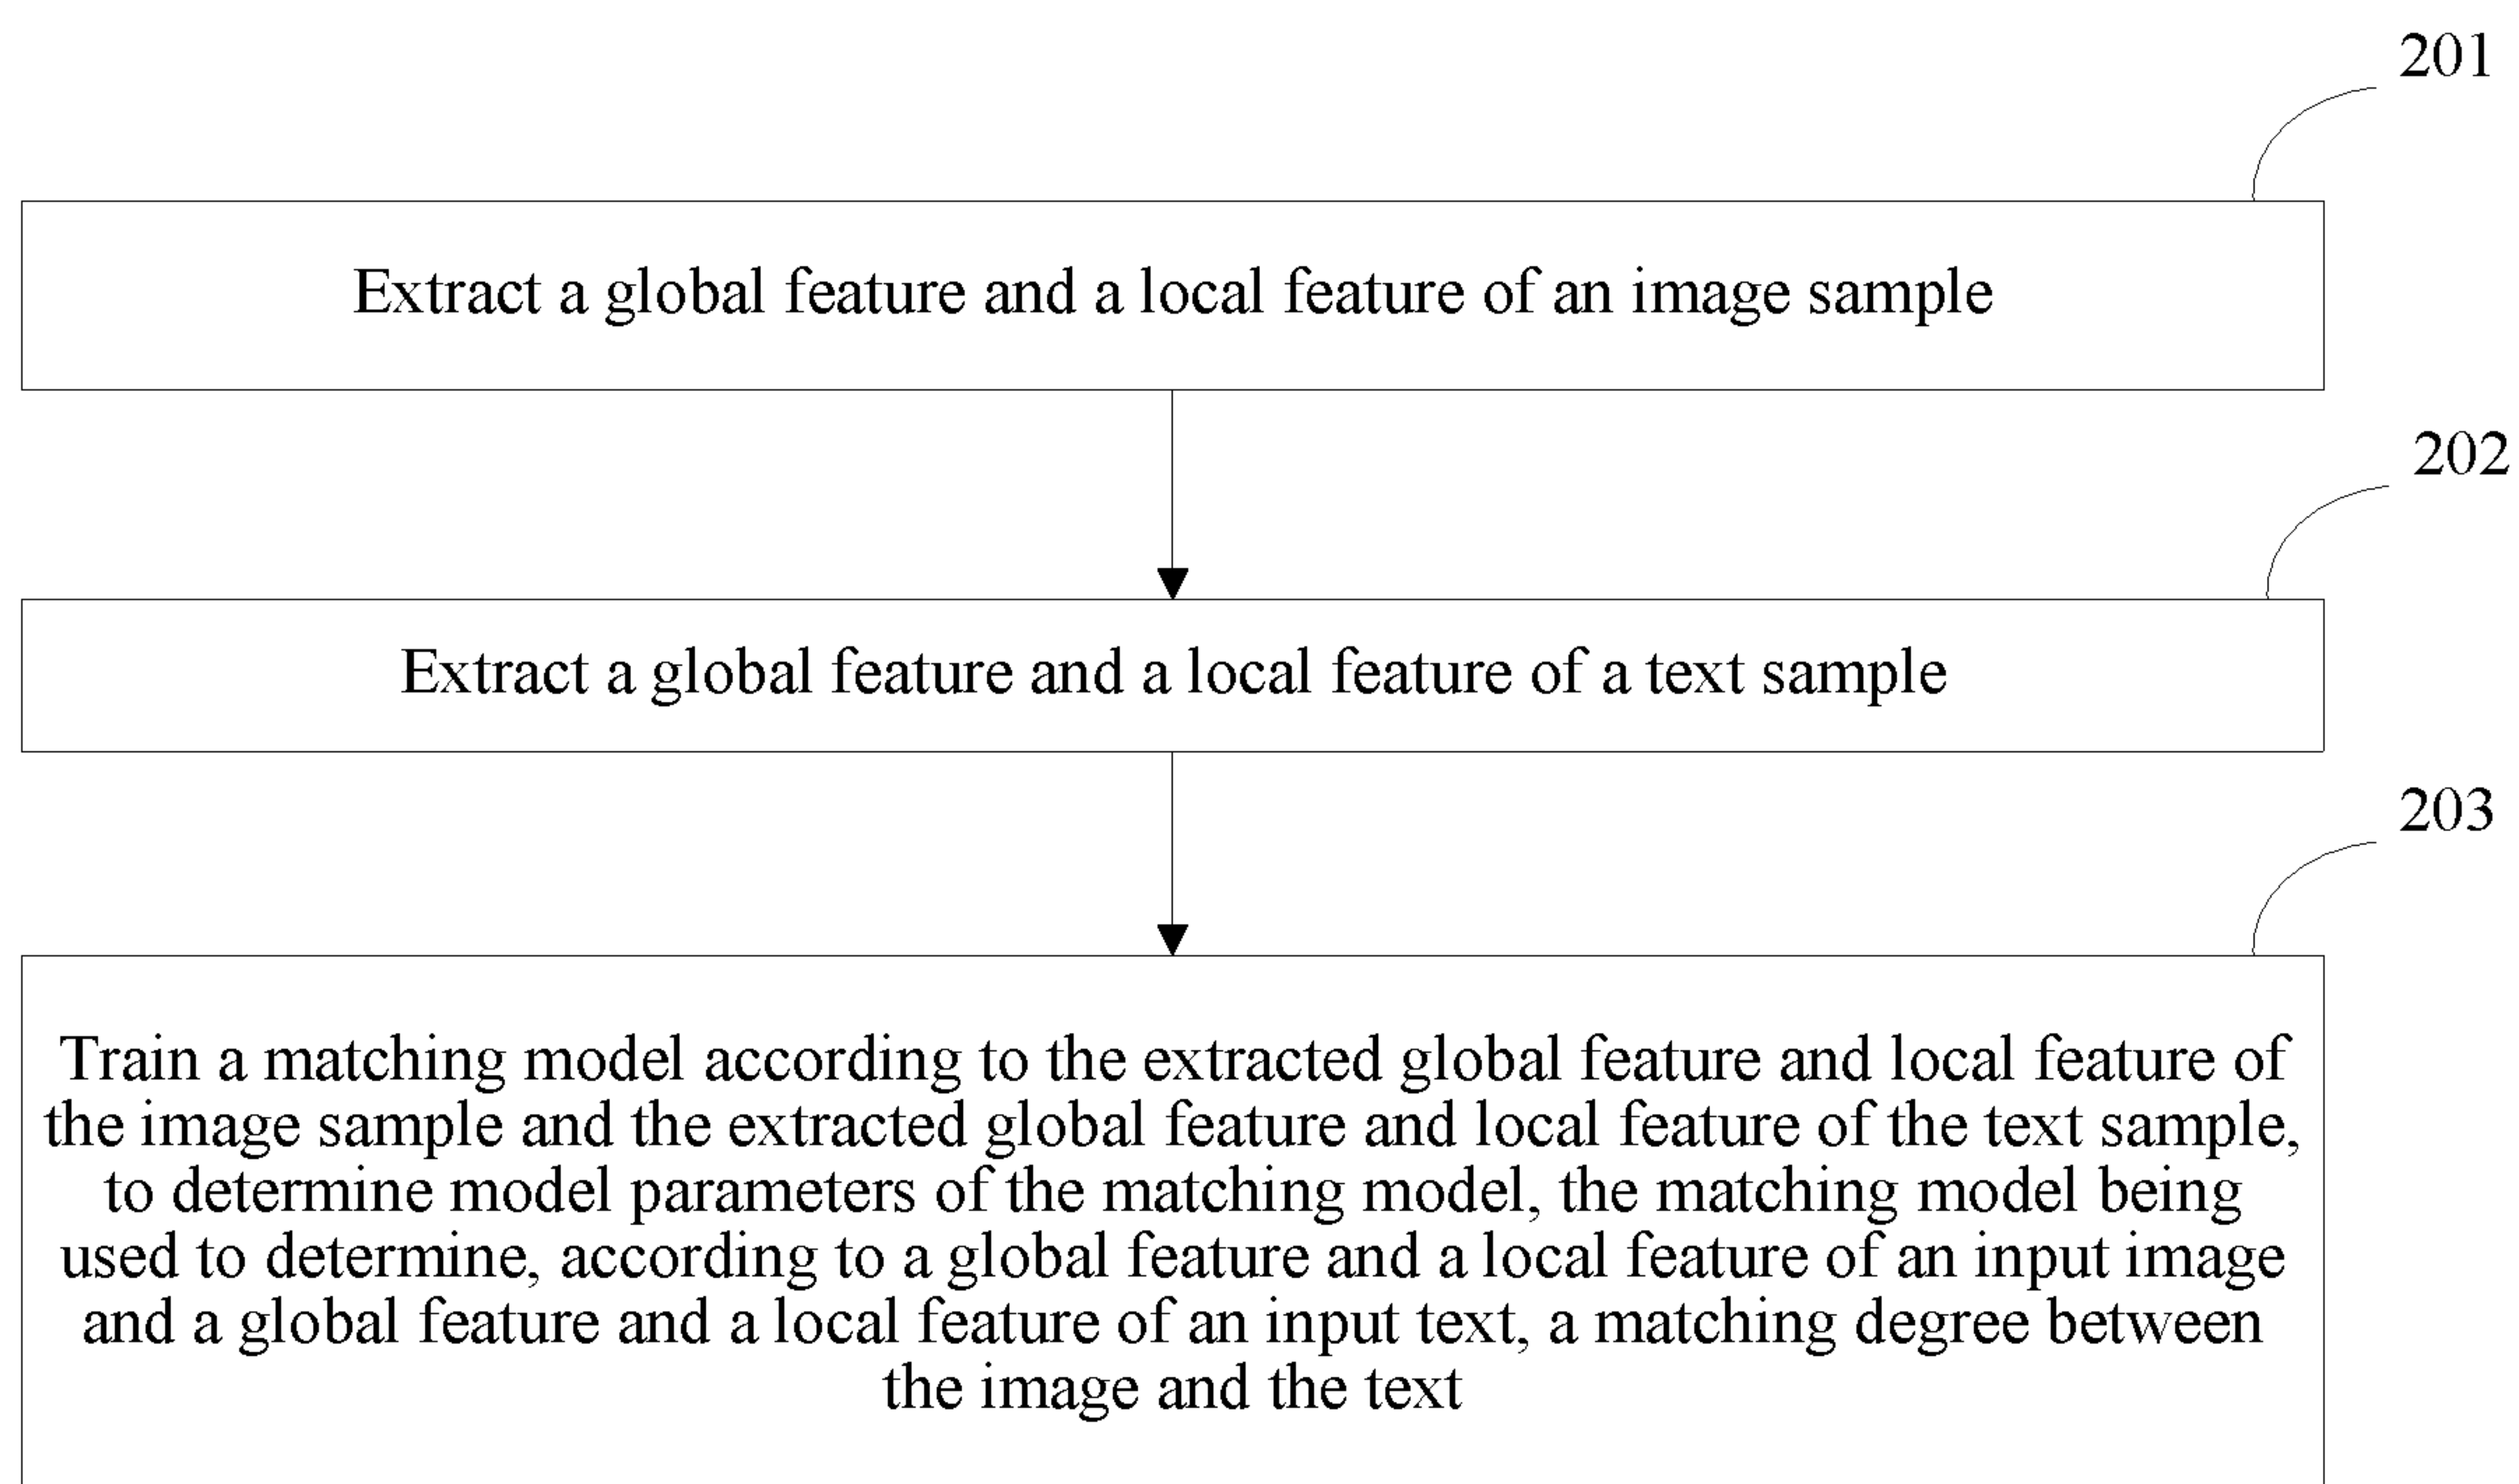 201
Extract a global feature and a local feature of an image sample
202
Extract a global feature and a local feature of a text sample
203
Train a matching model according to the extracted global feature and local feature of
the image sample and the extracted global feature and local feature of the text sample,
to determine model parameters of the matching model, the matching model being
used to determine, according to a global feature and a local feature of an input image
and a global feature and a local feature of an input text, a matching degree between
the image and the text